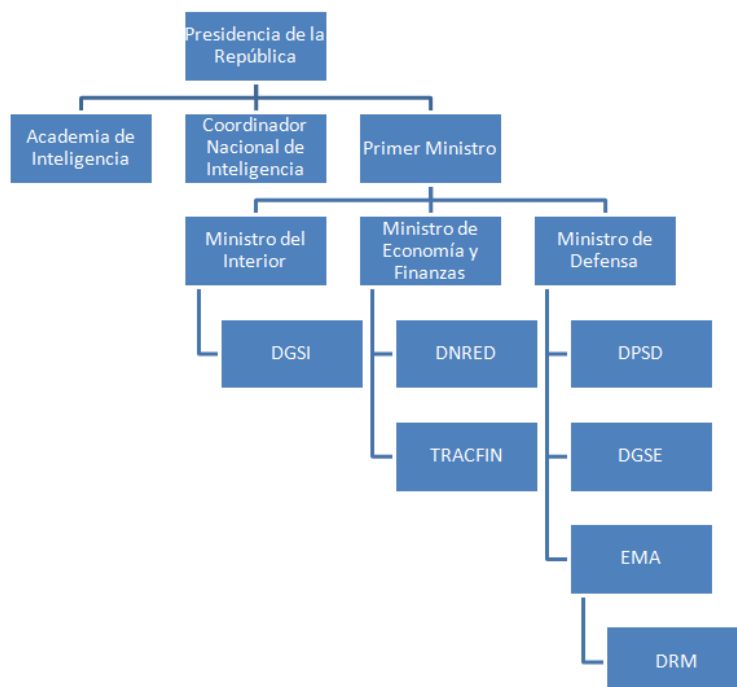 Presidencia de la
República
Academia de
Inteligencia
Coordinador
Nacional de
Inteligencia
Primer Ministro
Ministro del
Interior
Ministro de
Economía y
Finanzas
Ministro de
Defensa
DGSI
DNRED
DPSD
TRACFIN
DGSE
EMA
DRM